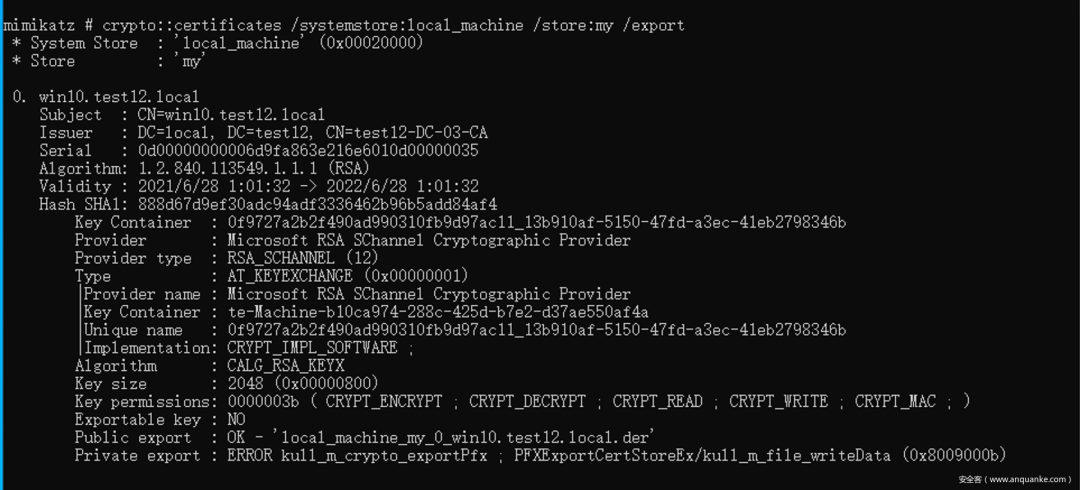 mimikatz # crypto::certificates /systemstore:local_machine /store:my /export
* System Store  : 'local_machine' (0x00020000)
* Store         : 'my'
0. win10.test12.local
Subject  : CN=win10.test12.local
Issuer   : DC=local, DC=test12, CN=test12-DC-03-CA
Serial   : 0d00000000006d9fa863e216e6010d00000035
Algorithm: 1.2.840.113549.1.1.1 (RSA)
Validity : 2021/6/28 1:01:32 -> 2022/6/28 1:01:32
Hash SHA1: 888d67d9ef30adc94adf3336462b96b5add84af4
Key Container  : 0f9727a2b2f490ad990310fb9d97ac11_13b910af-5150-47fd-a3ec-41eb2798346b
Provider       : Microsoft RSA SChannel Cryptographic Provider
Provider type  : RSA_SCHANNEL (12)
Type           : AT_KEYEXCHANGE (0x00000001)
|Provider name : Microsoft RSA SChannel Cryptographic Provider
|Key Container : te-Machine-b10ca974-288c-425d-b7e2-d37ae550af4a
|Unique name   : 0f9727a2b2f490ad990310fb9d97ac11_13b910af-5150-47fd-a3ec-41eb2798346b
|Implementation: CRYPT_IMPL_SOFTWARE ;
Algorithm      : CALG_RSA_KEYX
Key size       : 2048 (0x00000800)
Key permissions: 0000003b ( CRYPT_ENCRYPT ; CRYPT_DECRYPT ; CRYPT_READ ; CRYPT_WRITE ; CRYPT_MAC ; )
Exportable key : NO
Public export  : OK - 'local_machine_my_0_win10.test12.local.der'
Private export : ERROR kull_m_crypto_exportPfx ; PFXExportCertStoreEx/kull_m_file_writeData (0x8009000b)
安全客（www.anquanke.com）